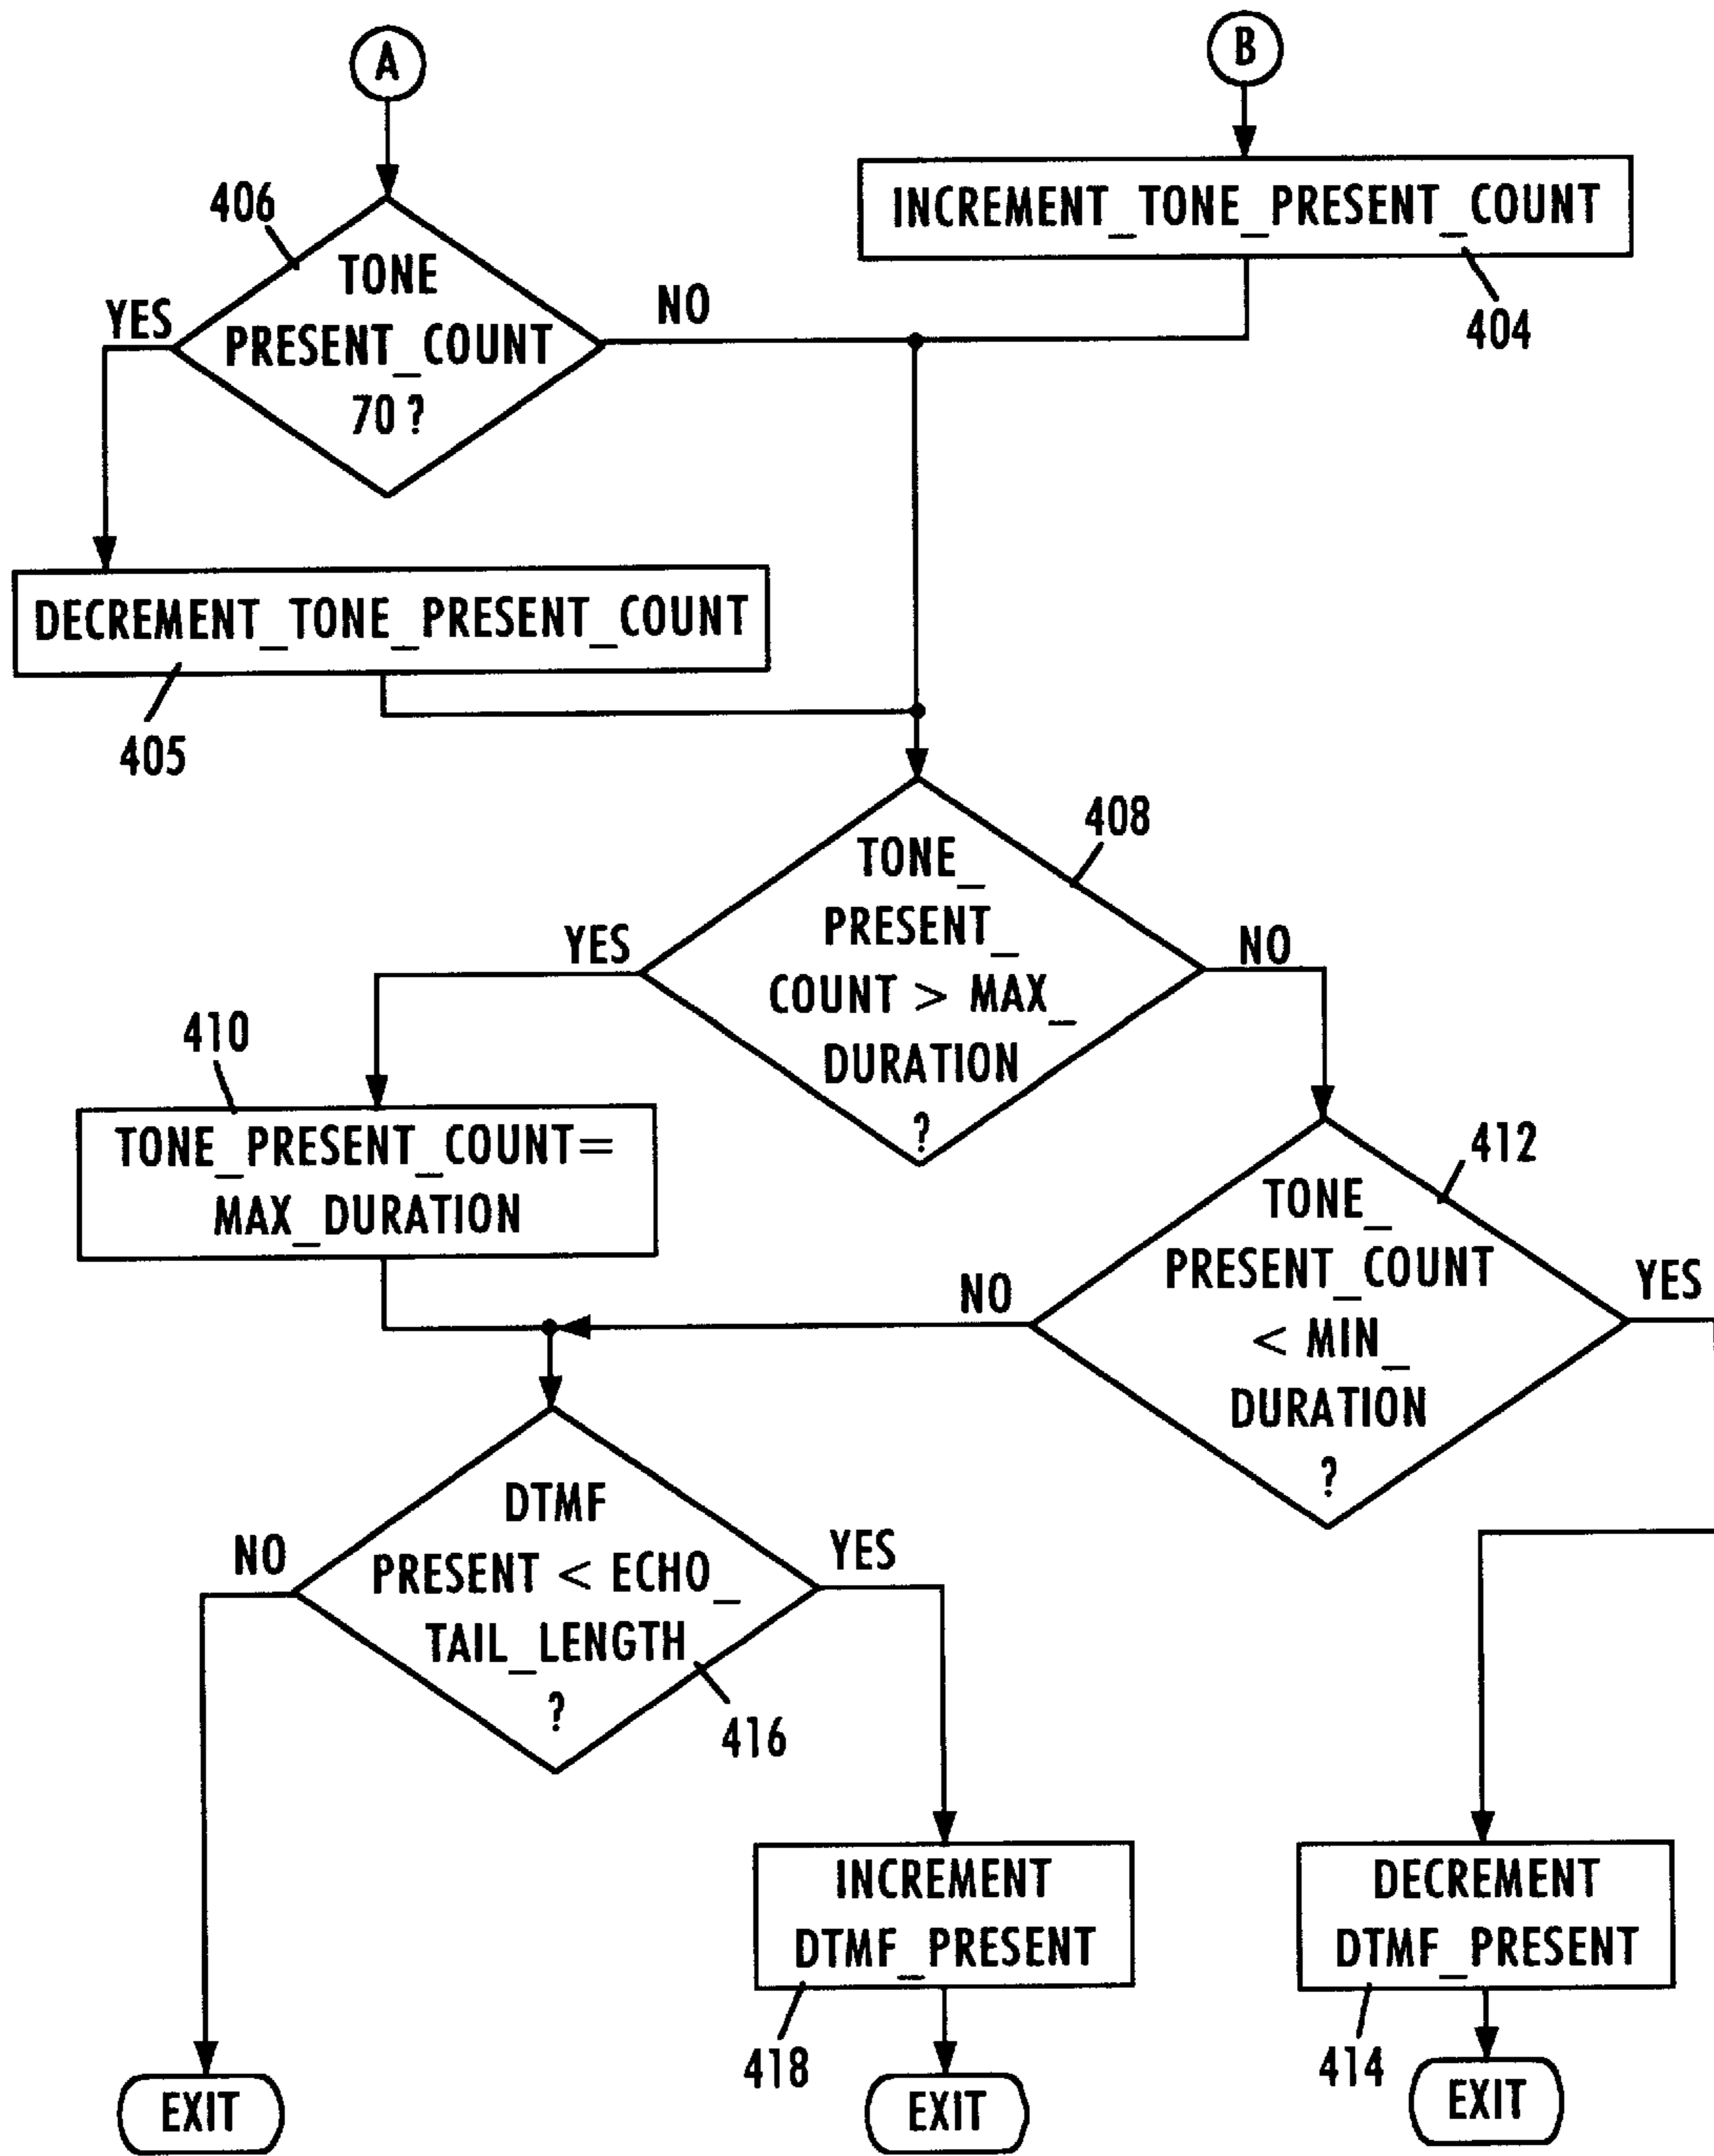 A
B
406
INCREMENT_TONE_PRESENT_COUNT
404
TONE
PRESENT_COUNT
70 ?
YES
NO
DECREMENT_TONE_PRESENT_COUNT
405
408
TONE_
PRESENT_
COUNT > MAX_
DURATION
?
YES
NO
410
TONE_PRESENT_COUNT=
MAX_DURATION
412
TONE_
PRESENT_COUNT
< MIN_
DURATION
?
NO
YES
DTMF
PRESENT < ECHO_
TAIL_LENGTH
?
NO
YES
416
INCREMENT
DTMF_PRESENT
418
DECREMENT
DTMF_PRESENT
414
EXIT
EXIT
EXIT